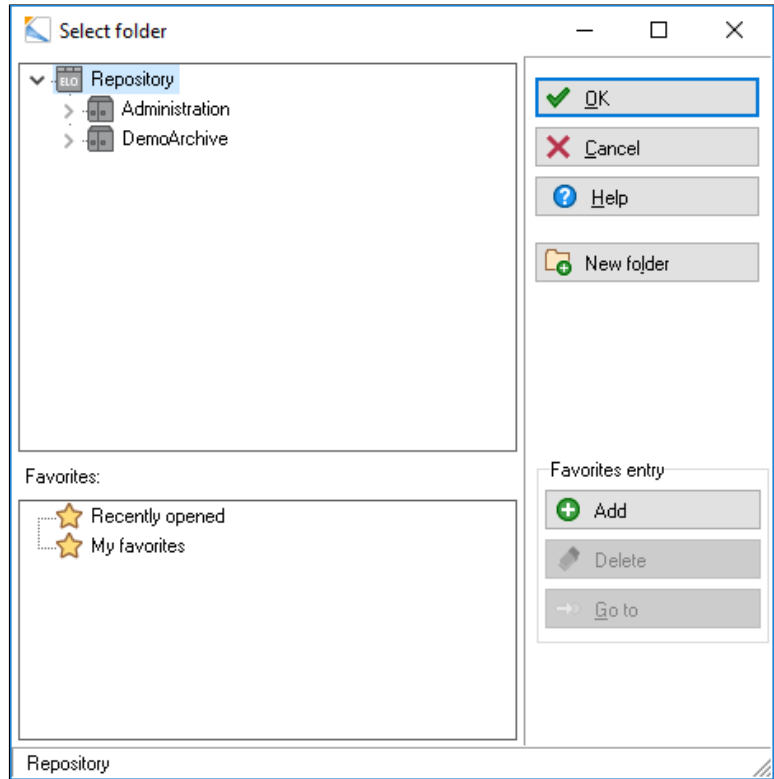 Select folder
ELO Repository
Administration
DemoArchive
OK
Cancel
Help
New folder
Favorites:
Recently opened
My favorites
Favorites entry
Add
Delete
Go to
Repository